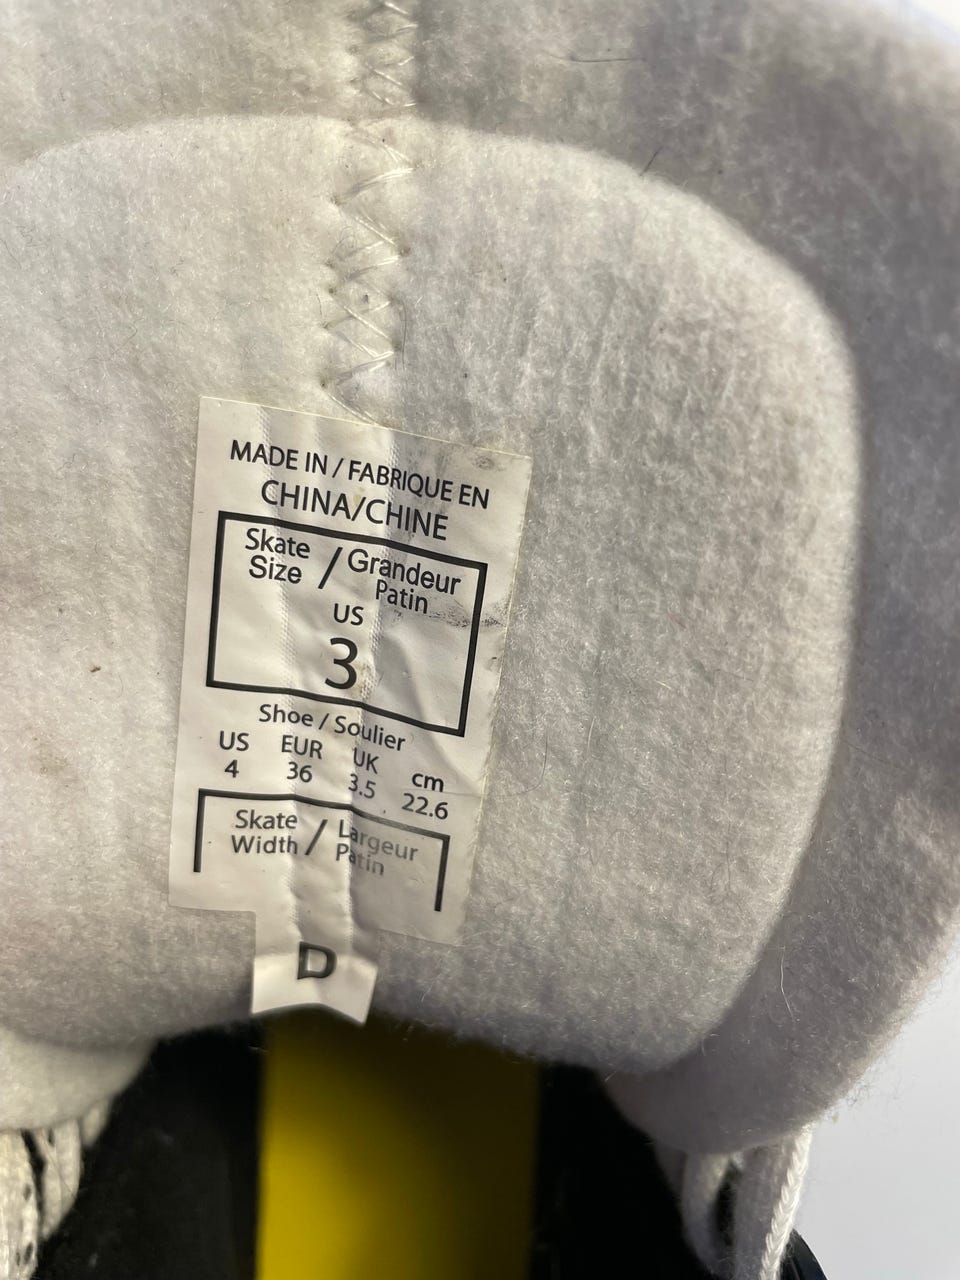 MADE IN / FABRIQUE EN
CHINA/CHINE
Skate Size / Grandeur Patin
US
3
Shoe / Soulier
US EUR UK cm
4 36 3.5 22.6
Skate Width / Largeur Patin
D